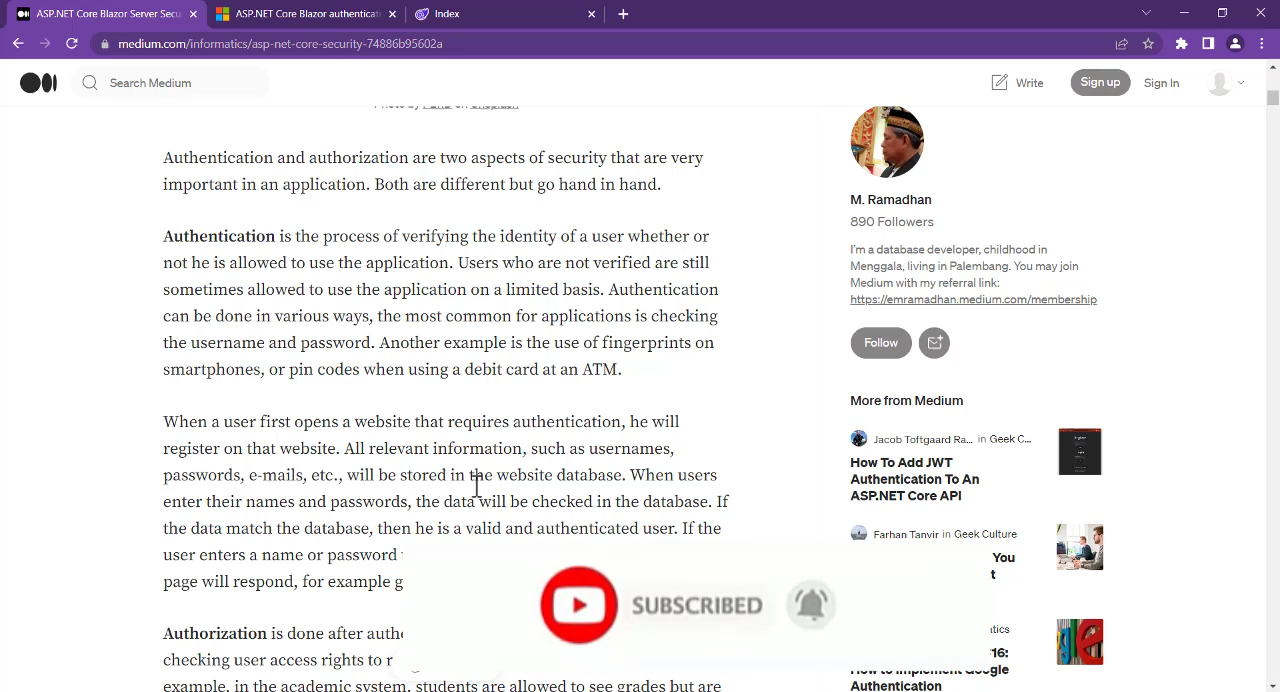 ASP.NET Core Blazor Server Secu
ASP.NET Core Blazor authenticat
Index
medium.com/informatics/asp-net-core-security-74886b95602a
Search Medium
Write
Sign up
Sign In
Authentication and authorization are two aspects of security that are very
important in an application. Both are different but go hand in hand.
Authentication is the process of verifying the identity of a user whether or
not he is allowed to use the application. Users who are not verified are still
sometimes allowed to use the application on a limited basis. Authentication
can be done in various ways, the most common for applications is checking
the username and password. Another example is the use of fingerprints on
smartphones, or pin codes when using a debit card at an ATM.
When a user first opens a website that requires authentication, he will
register on that website. All relevant information, such as usernames,
passwords, e-mails, etc., will be stored in the website database. When users
enter their names and passwords, the data will be checked in the database. If
the data match the database, then he is a valid and authenticated user. If the
user enters a name or password
page will respond, for example
Authorization is done after
checking user access rights to
example, in the academic system, students are allowed to see grades but are
M. Ramadhan
890 Followers
I'm a database developer, childhood in
Menggala, living in Palembang. You may join
Medium with my referral link:
https://emramadhan.medium.com/membership
Follow
More from Medium
Jacob Toftgaard Ra... in Geek C...
How To Add JWT
Authentication To An
ASP.NET Core API
Farhan Tanvir in Geek Culture
You
How to Implement Google
Authentication
SUBSCRIBED